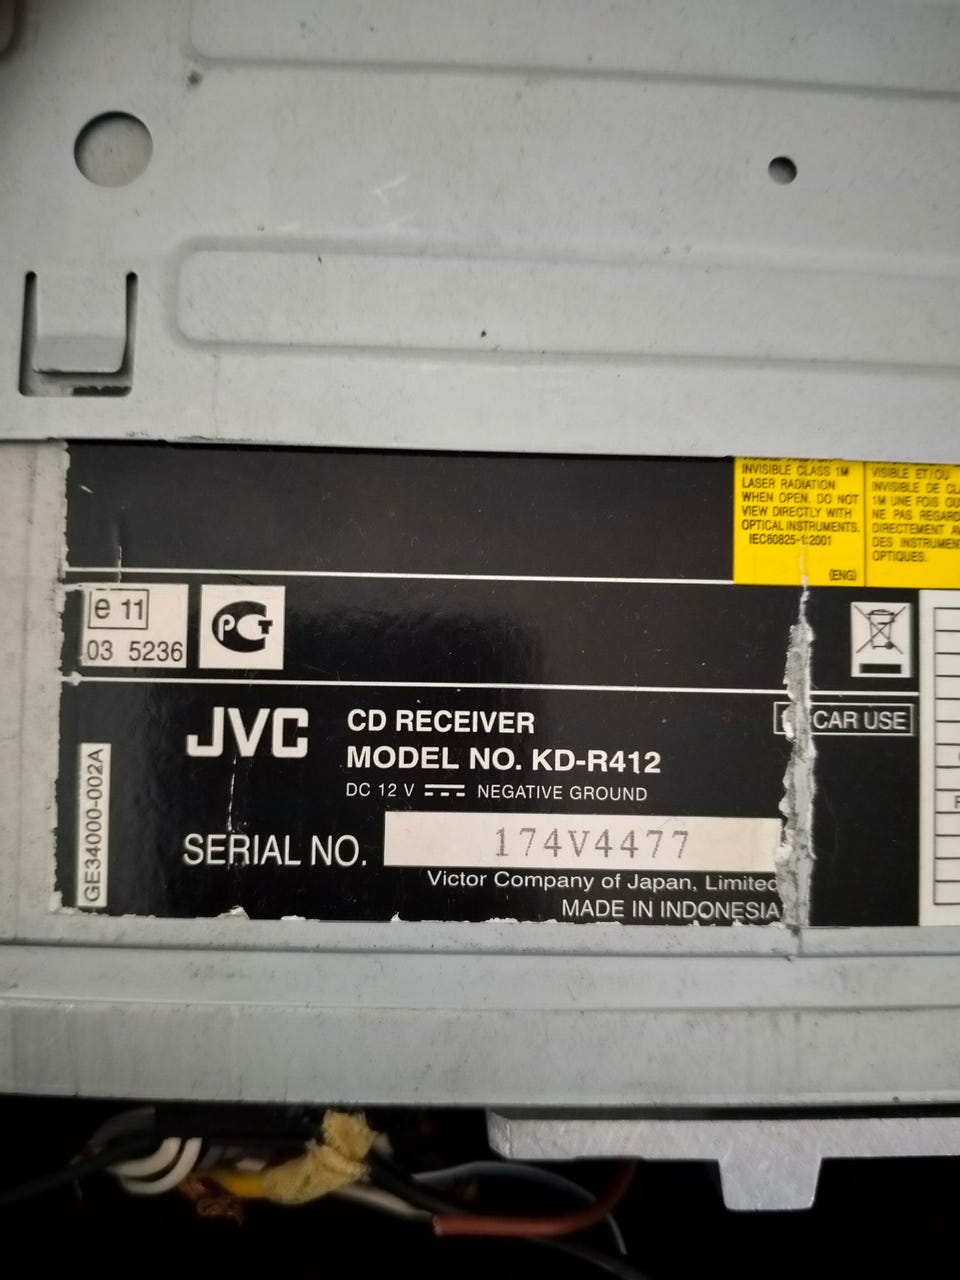 INVISIBLE CLASS 1M
LASER RADIATION
WHEN OPEN. DO NOT
VIEW DIRECTLY WITH
OPTICAL INSTRUMENTS.
IEC60825-1:2001
(ENG)
VISIBLE ET/OU
INVISIBLE DE CL
1M UNE FOIS OU
NE PAS REGARD
DIRECTEMENT A
DES INSTRUMEN
OPTIQUES.
e 11
03 5236
PCT
CAR USE
JVC
CD RECEIVER
MODEL NO. KD-R412
DC 12 V NEGATIVE GROUND
SERIAL NO. 174V4477
Victor Company of Japan, Limited
MADE IN INDONESIA
GE34000-002A